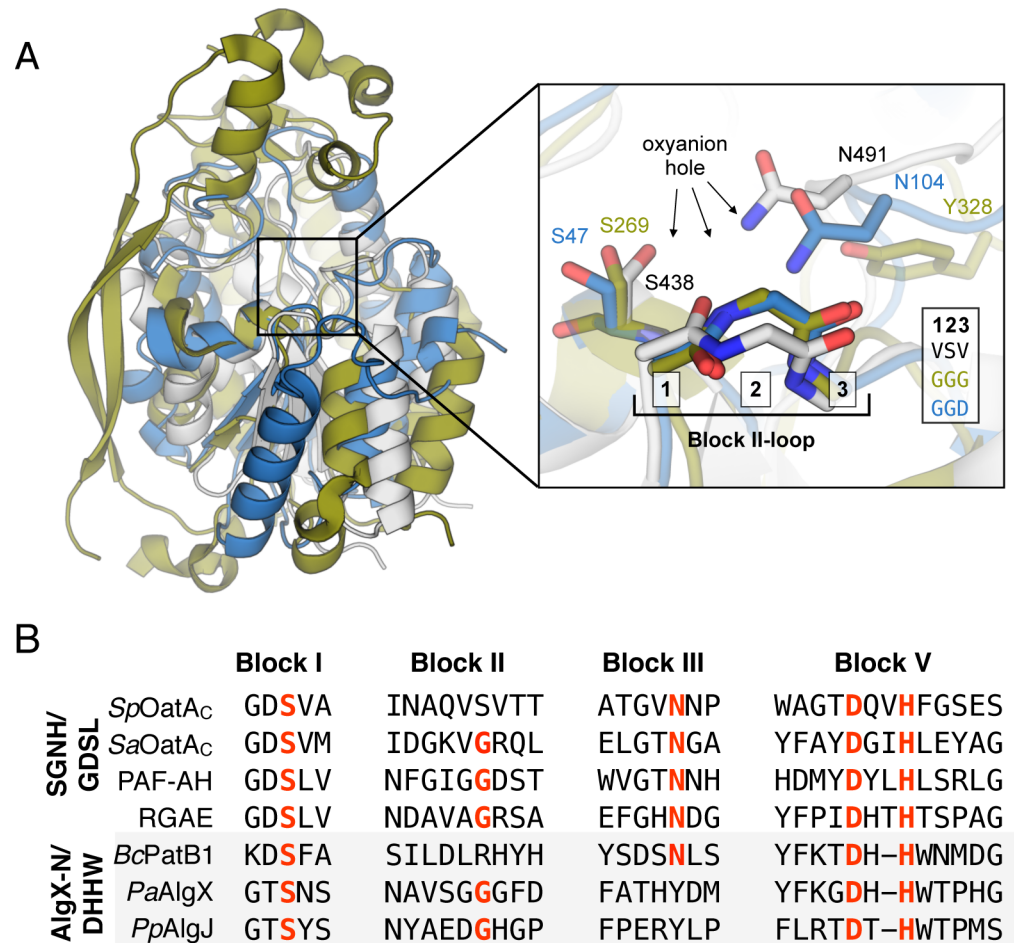 A
oxyanion
hole
N491
N104
Y328
S269
S47
S438
123
VSV
GGG
GGD
1 2 3
Block II-loop
B
Block I Block II Block III Block V
SGNH/
GDSL
SpOatAC GDSVA INAQVSVTT ATGVNNP WAGTDQVHFGSES
SaOatAC GDSVM IDGKVGRQL ELGTNGA YFAYDGIHLEYAG
PAF-AH GDSLV NFGIGGDST WVGTNNH HDMYDYLHLSRLG
RGAE GDSLV NDAVAGRSA EFGHNDG YFPIDHTHTSPAG
AlgX-N/
DHHW
BcPatB1 KDSFA SILDLRHYH YSDSNLS YFKTDH–HWNMDG
PaAlgX GTSNS NAVSGGGFD FATHYDM YFKGDH–HWTPHG
PpAlgJ GTSYS NYAEDGHGP FPERYLP FLRTDT–HWTPMS